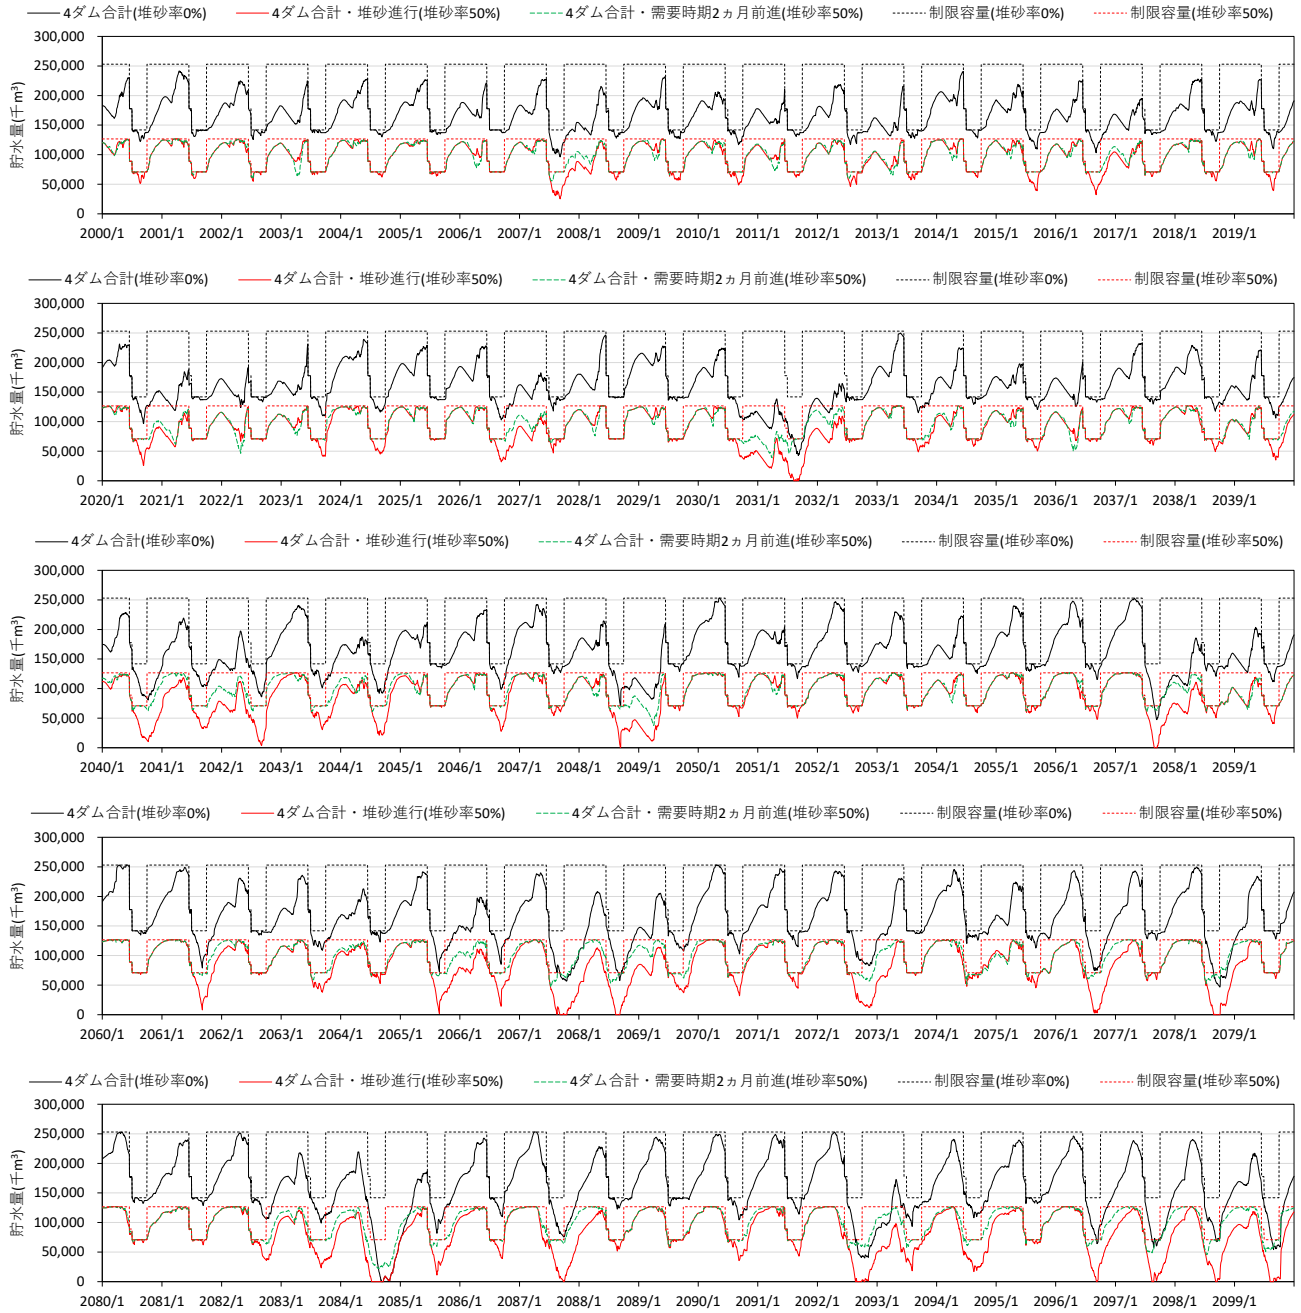 4ダム合計(堆砂率0%) 4ダム合計・堆砂進行(堆砂率50%) 4ダム合計・需要時期2ヵ月前進(堆砂率50%) 制限容量(堆砂率0%) 制限容量(堆砂率50%)
貯水量(千m³)
300,000
250,000
200,000
150,000
100,000
50,000
0
2000/1 2001/1 2002/1 2003/1 2004/1 2005/1 2006/1 2007/1 2008/1 2009/1 2010/1 2011/1 2012/1 2013/1 2014/1 2015/1 2016/1 2017/1 2018/1 2019/1
4ダム合計(堆砂率0%) 4ダム合計・堆砂進行(堆砂率50%) 4ダム合計・需要時期2ヵ月前進(堆砂率50%) 制限容量(堆砂率0%) 制限容量(堆砂率50%)
貯水量(千m³)
300,000
250,000
200,000
150,000
100,000
50,000
0
2020/1 2021/1 2022/1 2023/1 2024/1 2025/1 2026/1 2027/1 2028/1 2029/1 2030/1 2031/1 2032/1 2033/1 2034/1 2035/1 2036/1 2037/1 2038/1 2039/1
4ダム合計(堆砂率0%) 4ダム合計・堆砂進行(堆砂率50%) 4ダム合計・需要時期2ヵ月前進(堆砂率50%) 制限容量(堆砂率0%) 制限容量(堆砂率50%)
貯水量(千m³)
300,000
250,000
200,000
150,000
100,000
50,000
0
2040/1 2041/1 2042/1 2043/1 2044/1 2045/1 2046/1 2047/1 2048/1 2049/1 2050/1 2051/1 2052/1 2053/1 2054/1 2055/1 2056/1 2057/1 2058/1 2059/1
4ダム合計(堆砂率0%) 4ダム合計・堆砂進行(堆砂率50%) 4ダム合計・需要時期2ヵ月前進(堆砂率50%) 制限容量(堆砂率0%) 制限容量(堆砂率50%)
貯水量(千m³)
300,000
250,000
200,000
150,000
100,000
50,000
0
2060/1 2061/1 2062/1 2063/1 2064/1 2065/1 2066/1 2067/1 2068/1 2069/1 2070/1 2071/1 2072/1 2073/1 2074/1 2075/1 2076/1 2077/1 2078/1 2079/1
4ダム合計(堆砂率0%) 4ダム合計・堆砂進行(堆砂率50%) 4ダム合計・需要時期2ヵ月前進(堆砂率50%) 制限容量(堆砂率0%) 制限容量(堆砂率50%)
貯水量(千m³)
300,000
250,000
200,000
150,000
100,000
50,000
0
2080/1 2081/1 2082/1 2083/1 2084/1 2085/1 2086/1 2087/1 2088/1 2089/1 2090/1 2091/1 2092/1 2093/1 2094/1 2095/1 2096/1 2097/1 2098/1 2099/1